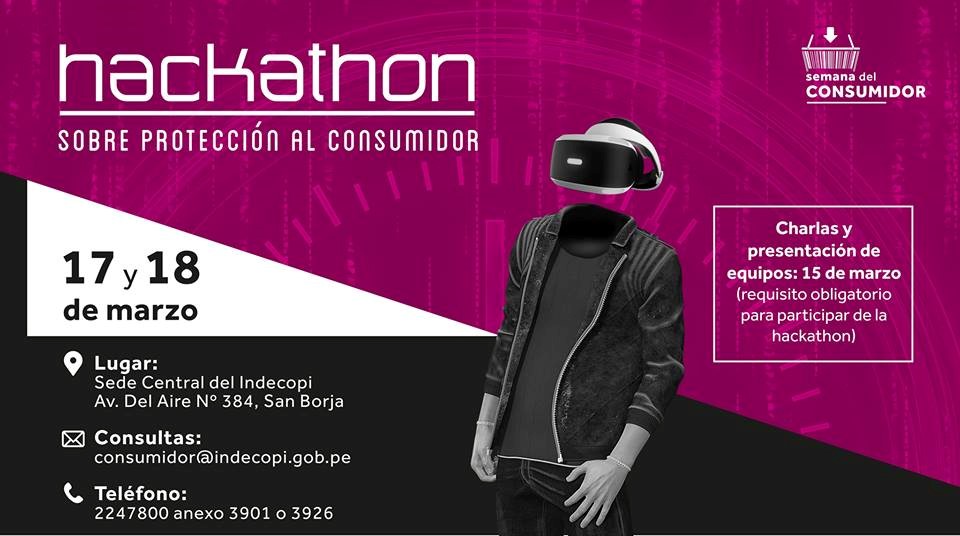 hackathon
SOBRE PROTECCIÓN AL CONSUMIDOR
semana del
CONSUMIDOR
17 y 18
de marzo
Charlas y
presentación de
equipos: 15 de marzo
(requisito obligatorio
para participar de la
hackathon)
Lugar:
Sede Central del Indecopi
Av. Del Aire N° 384, San Borja
Consultas:
consumidor@indecopi.gob.pe
Teléfono:
2247800 anexo 3901 o 3926